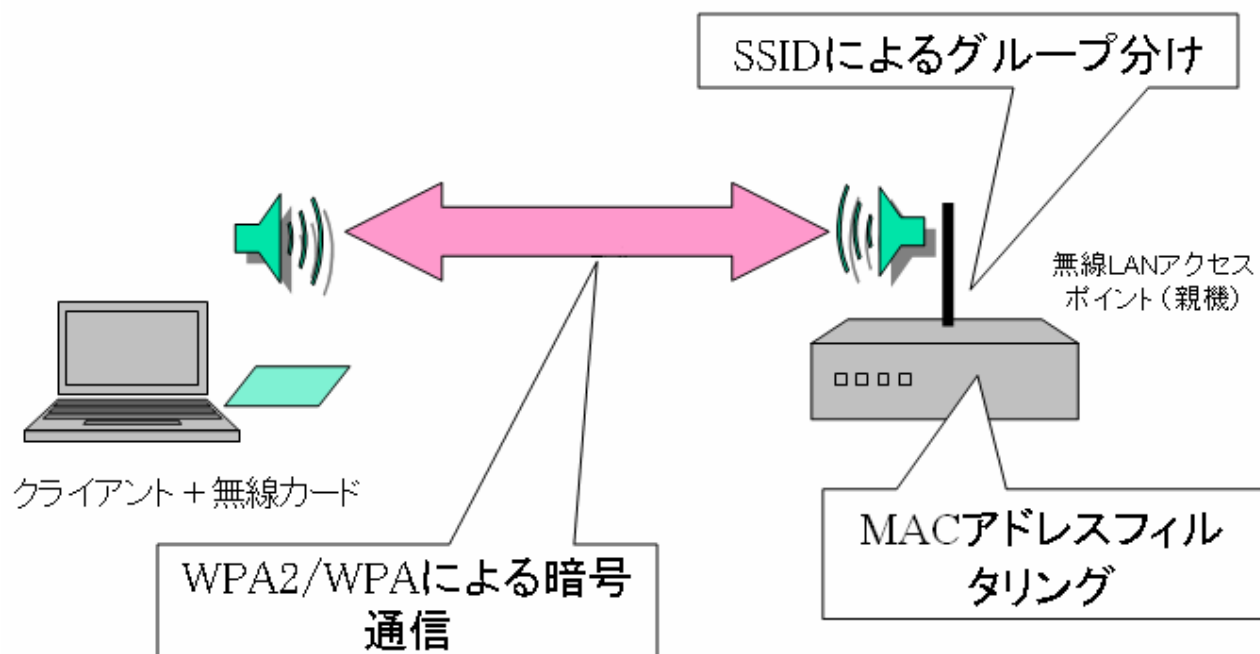 SSIDによるグループ分け
無線LANアクセス
ポイント（親機）
クライアント＋無線カード
WPA2/WPAによる暗号
通信
MACアドレスフィル
タリング